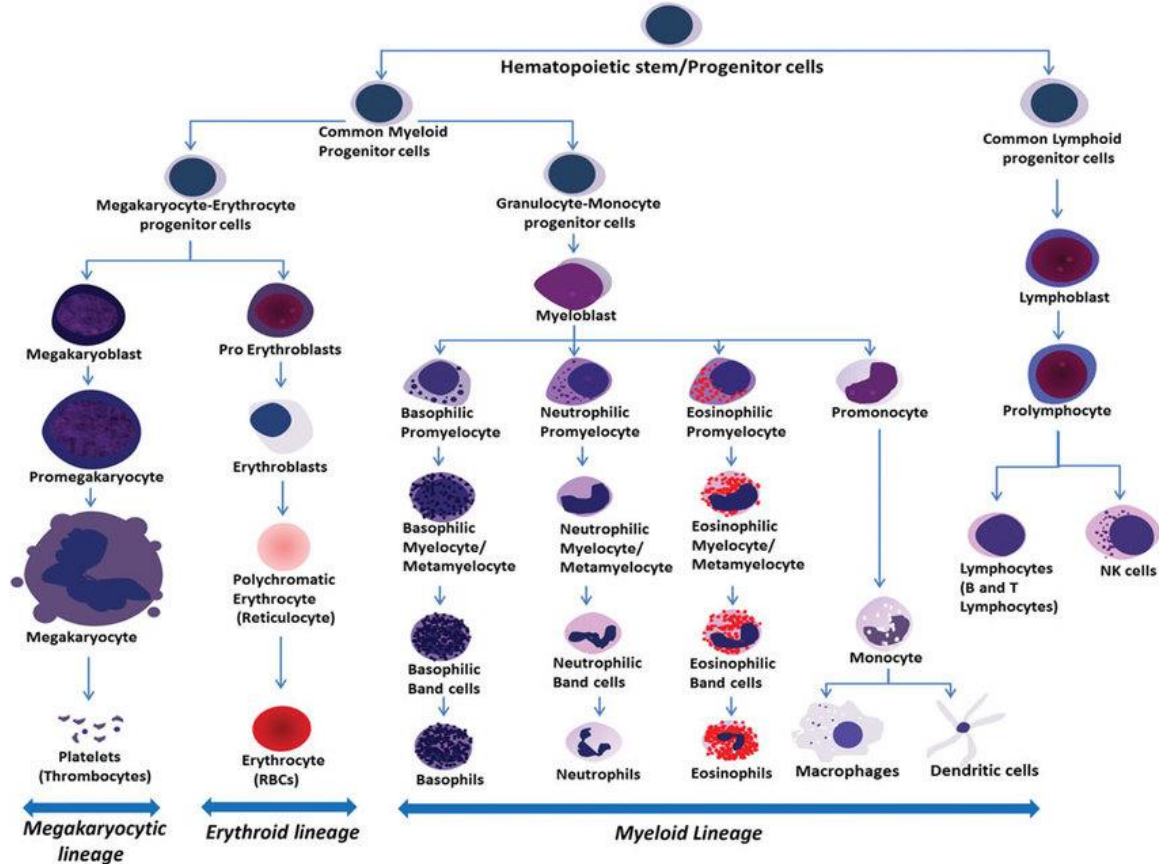 Hematopoietic stem/Progenitor cells
Common Myeloid
Progenitor cells
Common Lymphoid
progenitor cells
Megakaryocyte-Erythrocyte
progenitor cells
Granulocyte-Monocyte
progenitor cells
Myeloblast
Lymphoblast
Megakaryoblast
Pro Erythroblasts
Basophilic
Promyelocyte
Neutrophilic
Promyelocyte
Eosinophilic
Promyelocyte
Promonocyte
Prolymphocyte
Promegakaryocyte
Erythroblasts
Basophilic
Myelocyte/
Metamyelocyte
Neutrophilic
Myelocyte/
Metamyelocyte
Eosinophilic
Myelocyte/
Metamyelocyte
Lymphocytes
(B and T
Lymphocytes)
NK cells
Polychromatic
Erythrocyte
(Reticulocyte)
Megakaryocyte
Basophilic
Band cells
Neutrophilic
Band cells
Eosinophilic
Band cells
Monocyte
Platelets
(Thrombocytes)
Erythrocyte
(RBCs)
Basophils
Neutrophils
Eosinophils
Macrophages
Dendritic cells
Megakaryocytic
lineage
Erythroid lineage
Myeloid Lineage